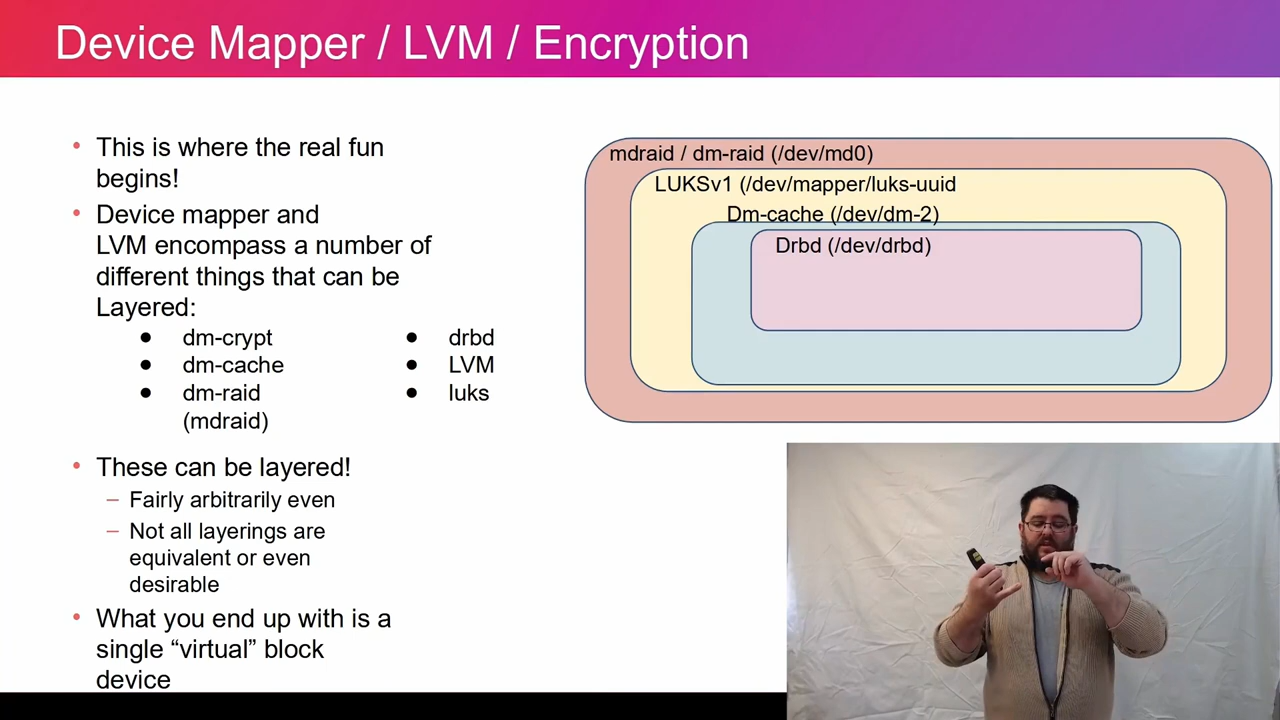 Device Mapper / LVM / Encryption
• This is where the real fun
begins!
• Device mapper and
LVM encompass a number of
different things that can be
Layered:
● dm-crypt
● dm-cache
● dm-raid
(mdraid)
● drbd
● LVM
● luks
• These can be layered!
– Fairly arbitrarily even
– Not all layerings are
equivalent or even
desirable
• What you end up with is a
single “virtual” block
device
mdraid / dm-raid (/dev/md0)
LUKSv1 (/dev/mapper/luks-uuid
Dm-cache (/dev/dm-2)
Drbd (/dev/drbd)